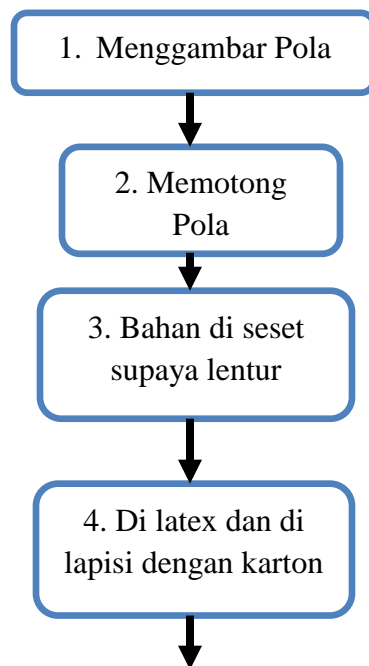 1. Menggambar Pola
2. Memotong
Pola
3. Bahan di seset
supaya lentur
4. Di latex dan di
lapisi dengan karton